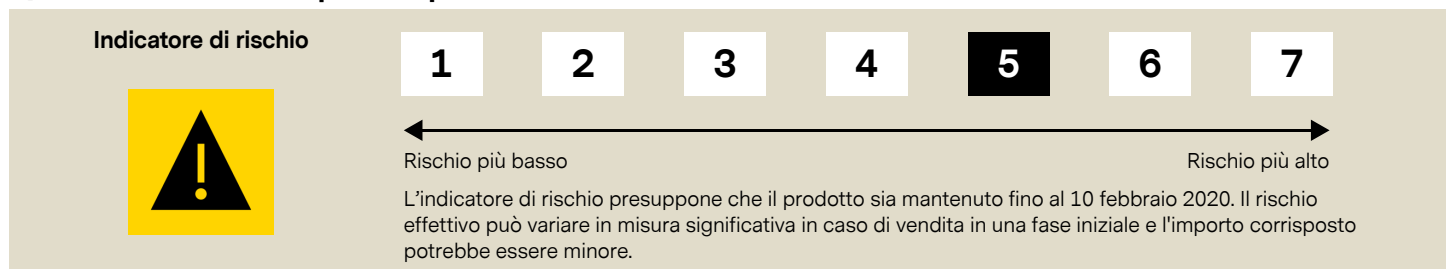 Indicatore di rischio
1 2 3 4 5 6 7
Rischio più basso
Rischio più alto
L'indicatore di rischio presuppone che il prodotto sia mantenuto fino al 10 febbraio 2020. Il rischio
effettivo può variare in misura significativa in caso di vendita in una fase iniziale e l'importo corrisposto
potrebbe essere minore.